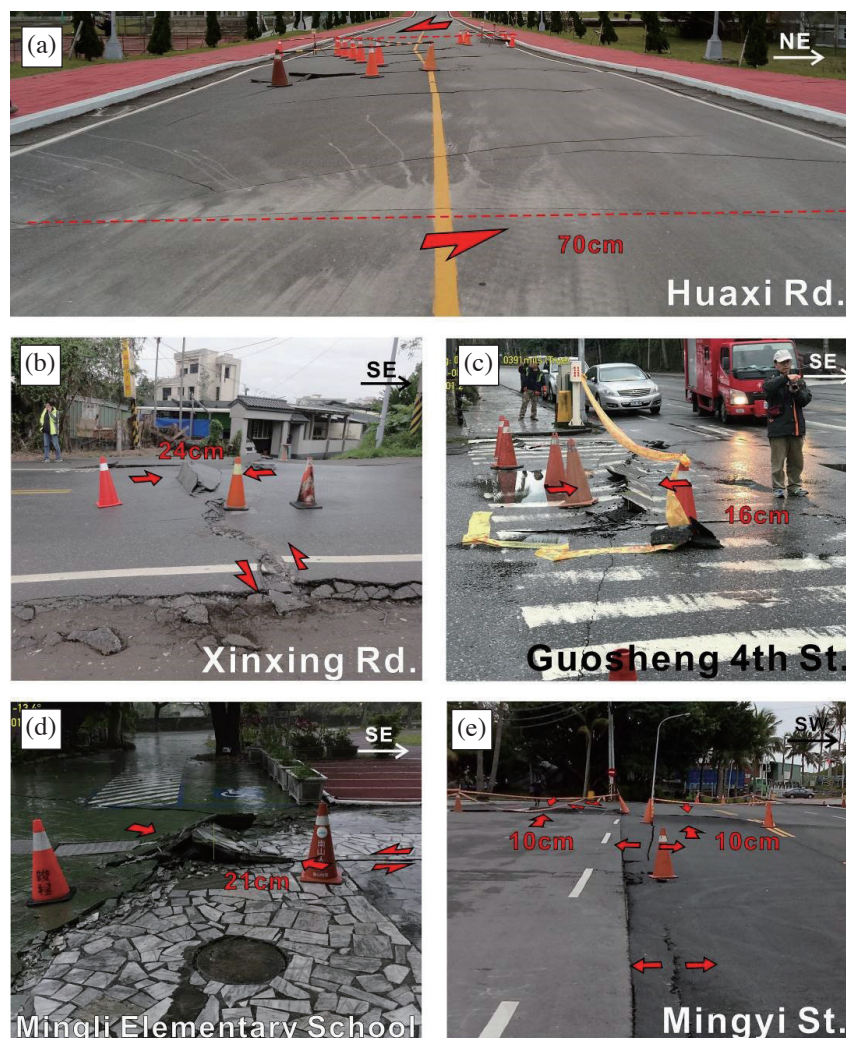 (a)
NE
70cm
Huaxi Rd.
(b)
SE
24cm
Xinxing Rd.
(c)
0391mils
SE
16cm
Guosheng 4th St.
(d)
SE
21cm
Mingli Elementary School
(e)
SW
10cm
10cm
Mingyi St.